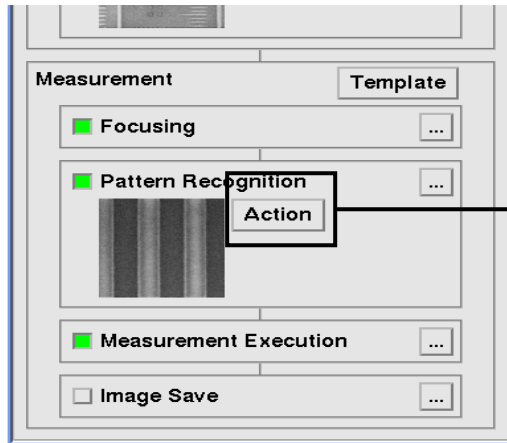 Measurement Template
Focusing ...
Pattern Recognition ...
Action
Measurement Execution ...
Image Save ...